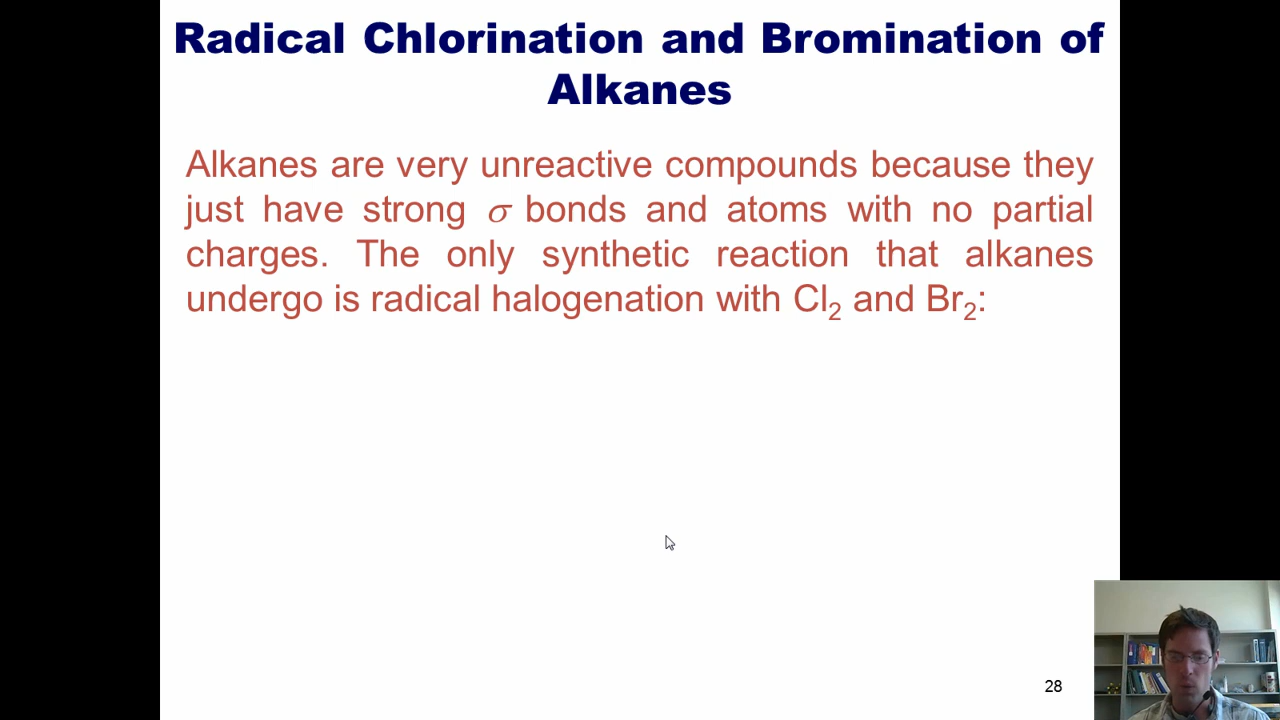 Radical Chlorination and Bromination of
Alkanes
Alkanes are very unreactive compounds because they
just have strong σ bonds and atoms with no partial
charges. The only synthetic reaction that alkanes
undergo is radical halogenation with Cl₂ and Br₂:
28